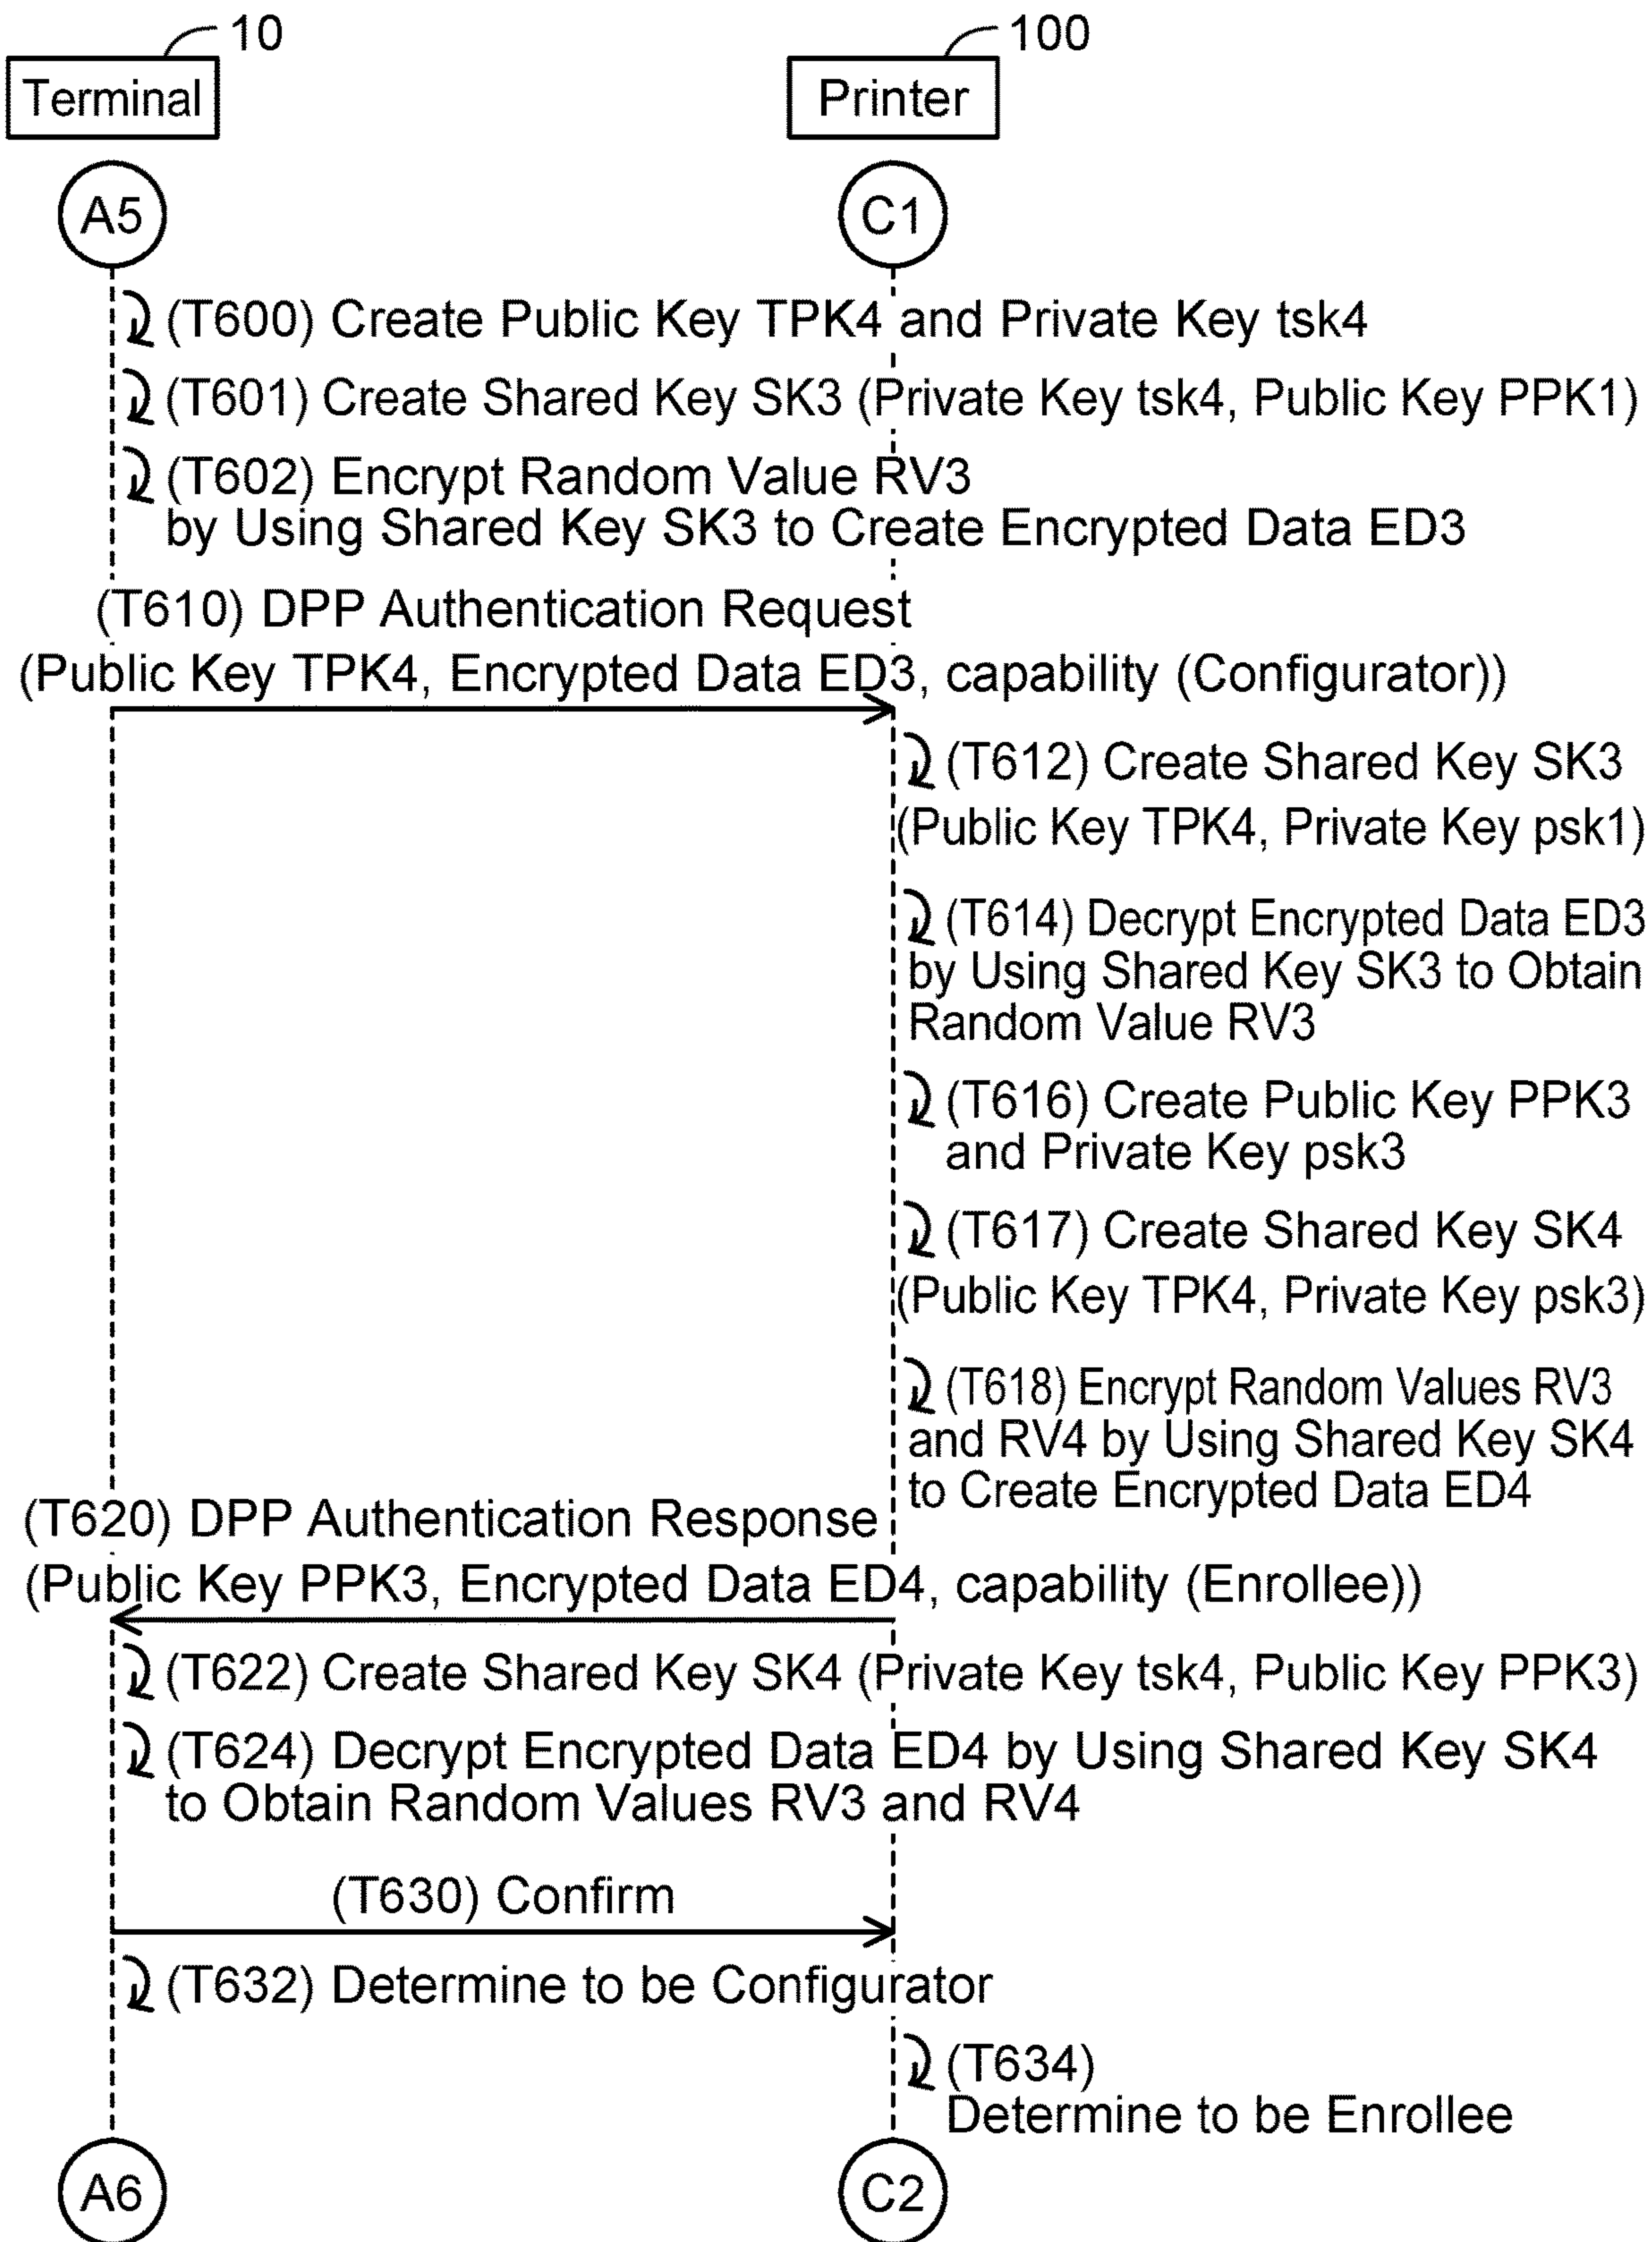 10
100
Terminal
Printer
A5
C1
(T600) Create Public Key TPK4 and Private Key tsk4
(T601) Create Shared Key SK3 (Private Key tsk4, Public Key PPK1)
(T602) Encrypt Random Value RV3
by Using Shared Key SK3 to Create Encrypted Data ED3
(T610) DPP Authentication Request
(Public Key TPK4, Encrypted Data ED3, capability (Configurator))
(T612) Create Shared Key SK3
(Public Key TPK4, Private Key psk1)
(T614) Decrypt Encrypted Data ED3
by Using Shared Key SK3 to Obtain
Random Value RV3
(T616) Create Public Key PPK3
and Private Key psk3
(T617) Create Shared Key SK4
(Public Key TPK4, Private Key psk3)
(T618) Encrypt Random Values RV3
and RV4 by Using Shared Key SK4
to Create Encrypted Data ED4
(T620) DPP Authentication Response
(Public Key PPK3, Encrypted Data ED4, capability (Enrollee))
(T622) Create Shared Key SK4 (Private Key tsk4, Public Key PPK3)
(T624) Decrypt Encrypted Data ED4 by Using Shared Key SK4
to Obtain Random Values RV3 and RV4
(T630) Confirm
(T632) Determine to be Configurator
(T634)
Determine to be Enrollee
A6
C2